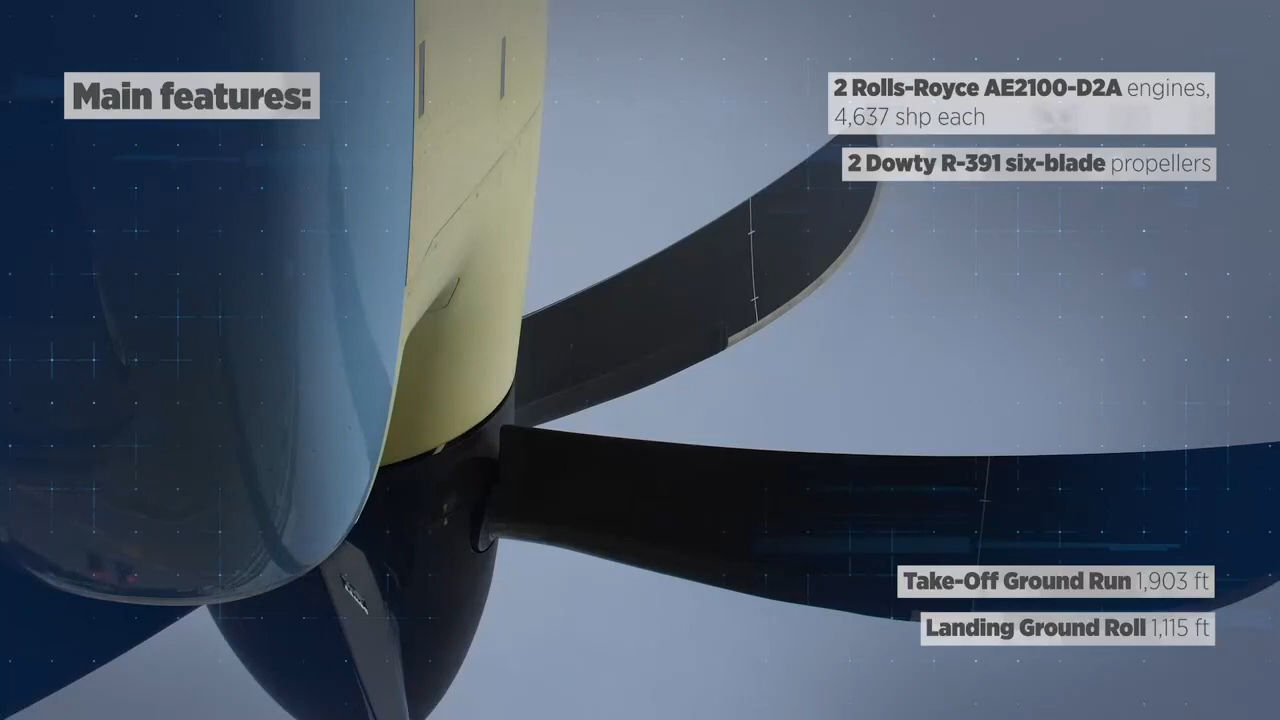 Main features:
2 Rolls-Royce AE2100-D2A engines,
4,637 shp each
2 Dowty R-391 six-blade propellers
Take-Off Ground Run 1,903 ft
Landing Ground Roll 1,115 ft